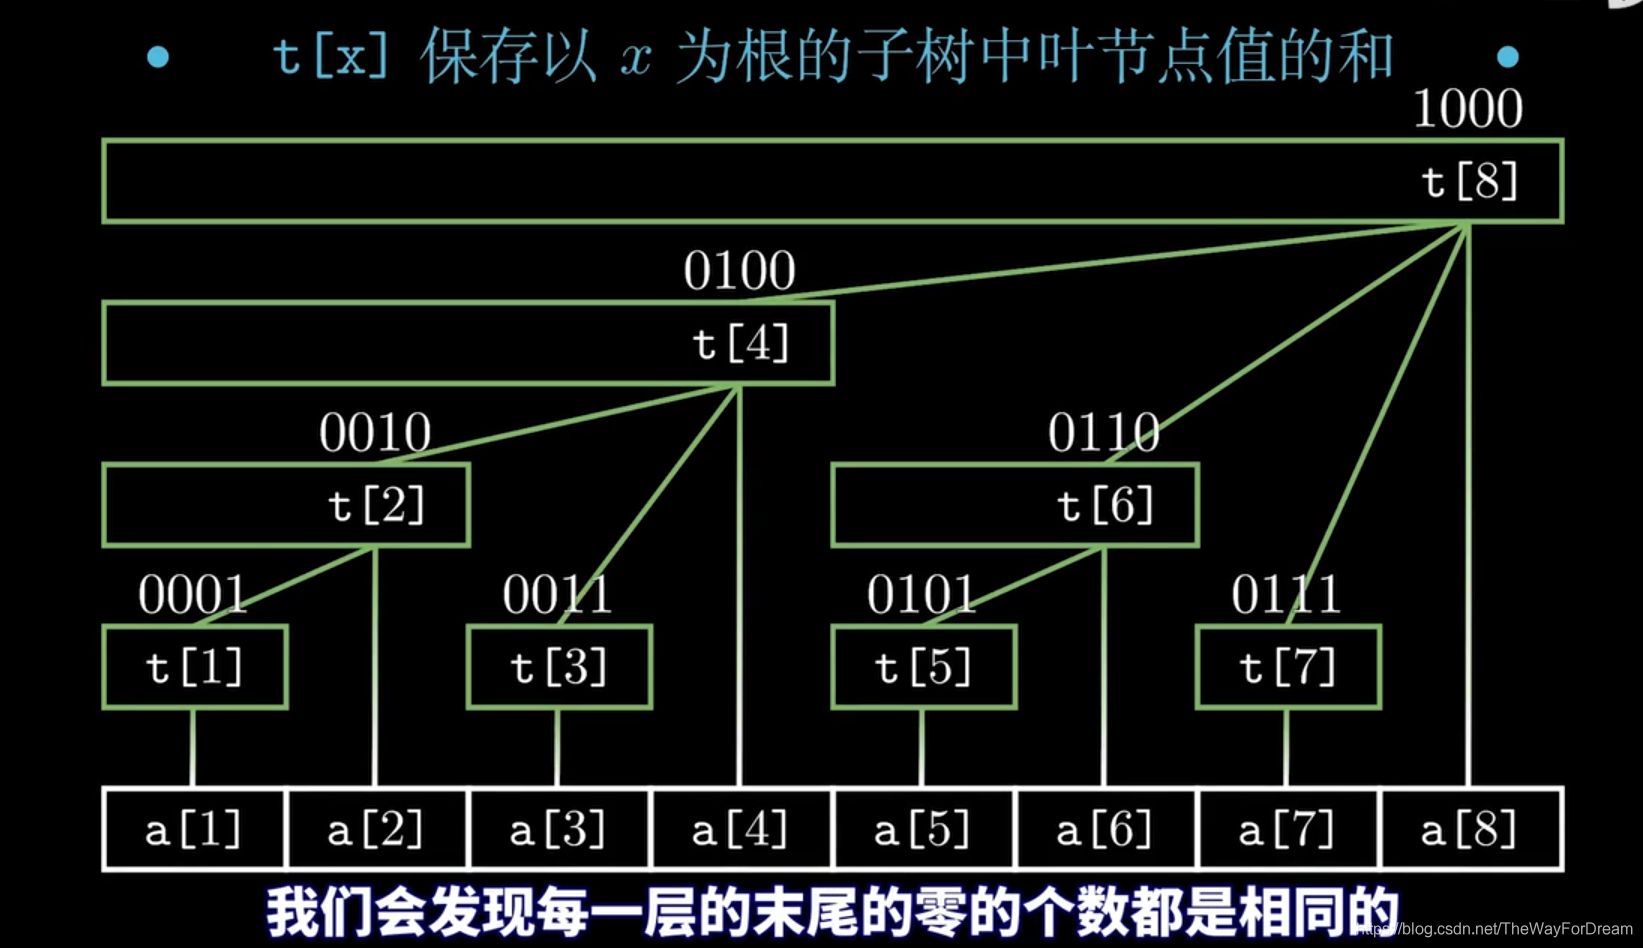 • t[x] 保存以 x 为根的子树中叶节点值的和 •
1000
t[8]
0100
t[4]
0010 0110
t[2] t[6]
0001 0011 0101 0111
t[1] t[3] t[5] t[7]
a[1] a[2] a[3] a[4] a[5] a[6] a[7] a[8]
我们会发现每一层的末尾的零的个数都是相同的
https://blog.csdn.net/TheWayForDream